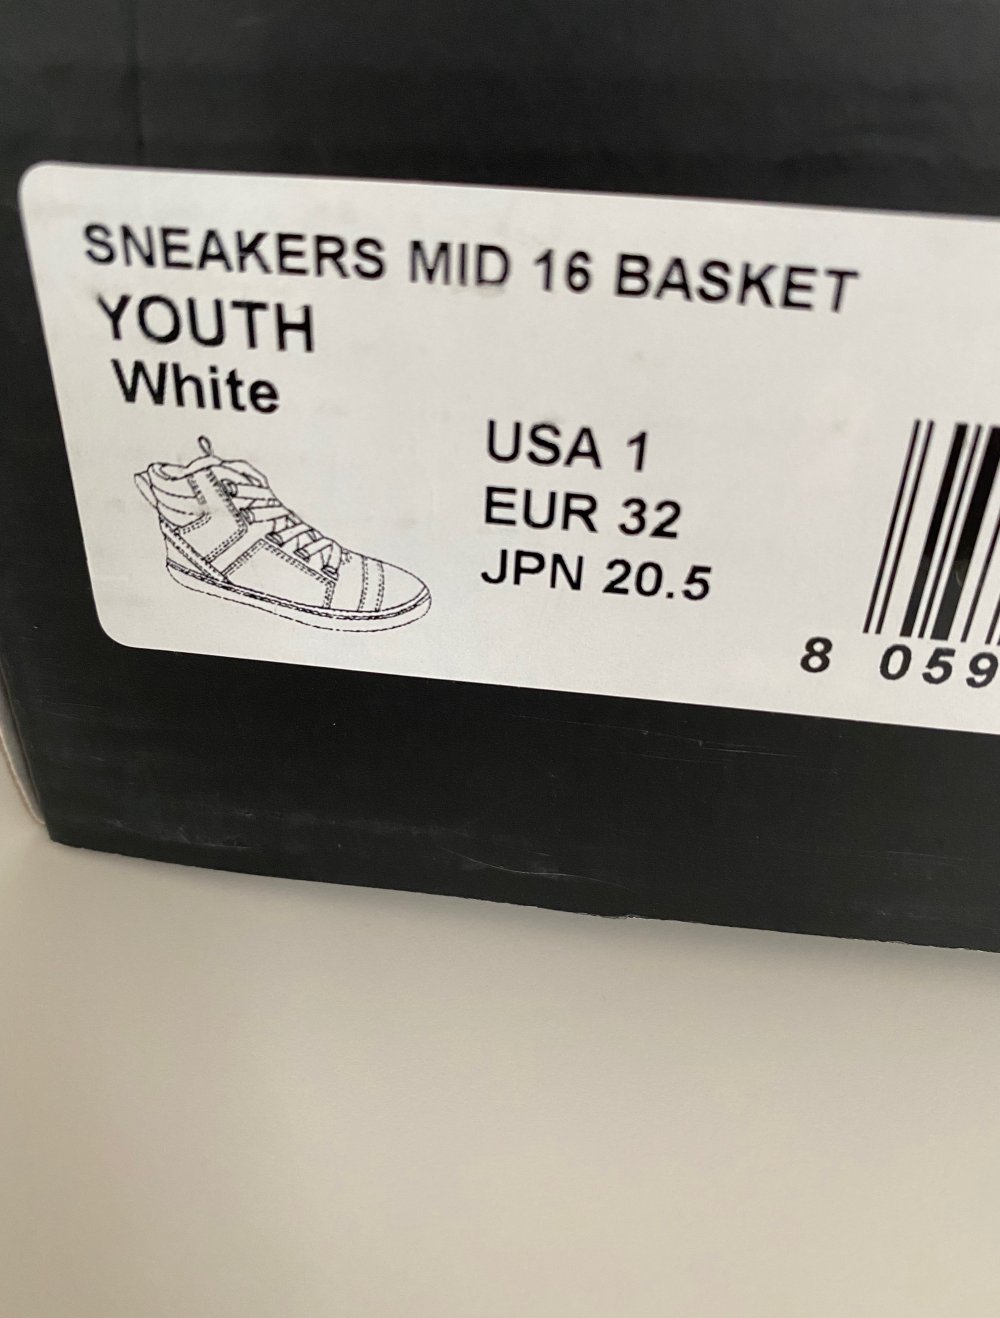 SNEAKERS MID 16 BASKET
YOUTH
White
USA 1
EUR 32
JPN 20.5
8 059